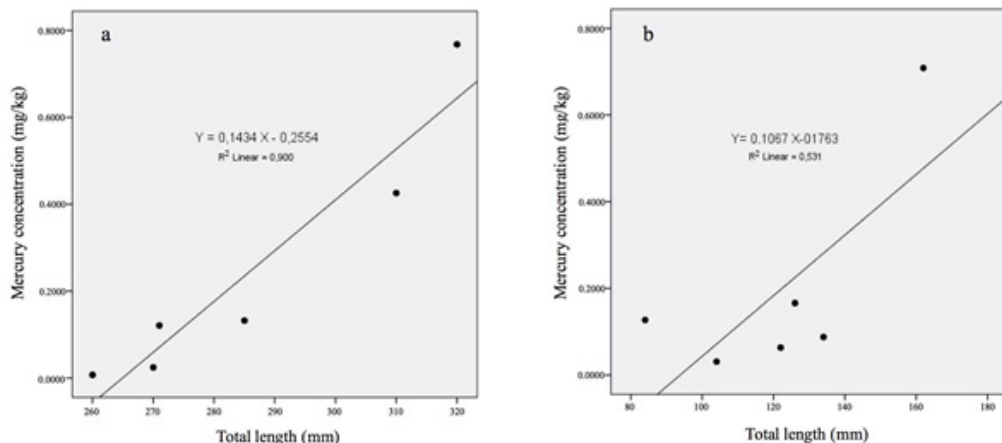 a
Mercury concentration (mg/kg)
0.8000
0.6000
0.4000
0.2000
0.0000
Y = 0,1434 X - 0,2554
R² Linear = 0,900
260 270 280 290 300 310 320
Total length (mm)
b
Mercury concentration (mg/kg)
0.8000
0.6000
0.4000
0.2000
0.0000
Y= 0,1067 X-01763
R² Linear = 0,531
80 100 120 140 160 180
Total length (mm)